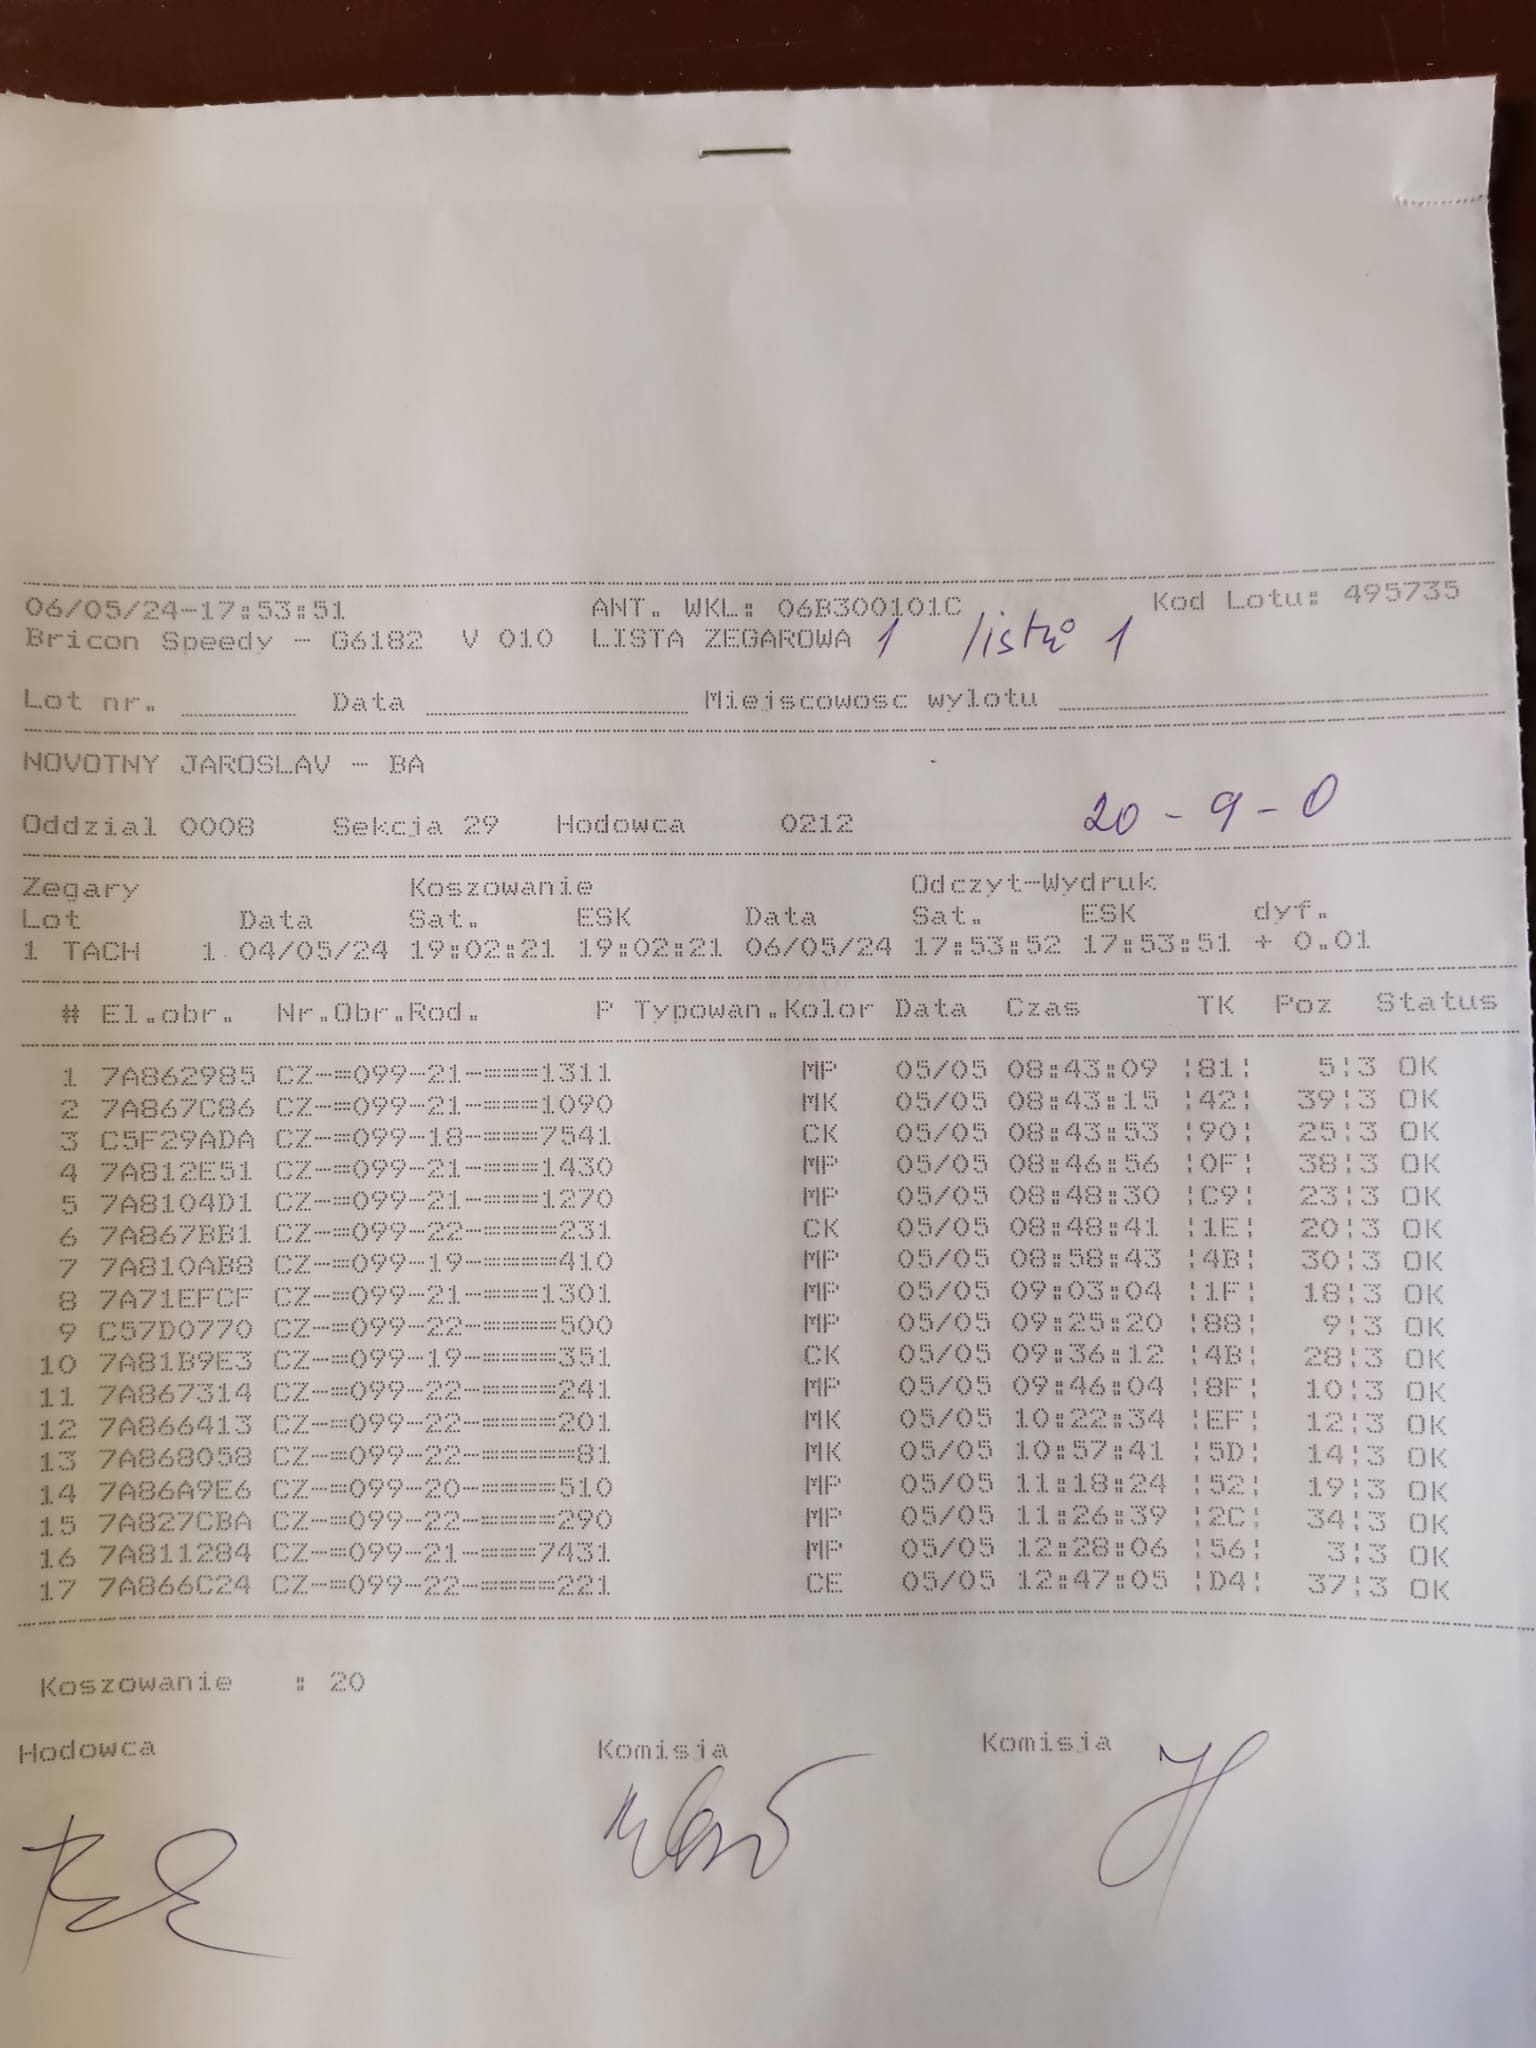 06/05/24-17:53:51 ANT. WKL: 06B300101C Kod Lotu: 495735
Bricon Speedy - G6182 V 010 LISTA ZEGAROWA 1 listů 1
Lot nr. Data Miejscowosc wylotu
NOVOTNY JAROSLAV - BA
20 - 9 - 0
Oddzial 0008 Sekcja 29 Hodowca 0212
Zegary Koszowanie Odczyt-Wydruk
Lot Data Sat. ESK Data Sat. ESK dyf.
1 TACH 1 04/05/24 19:02:21 19:02:21 06/05/24 17:53:52 17:53:51 + 0.01
# El.obr. Nr.Obr.Rod. P Typowan.Kolor Data Czas TK Poz Status
1 7A862985 CZ-=099-21-===1311 MP 05/05 08:43:09 ¦81¦ 5¦3 OK
2 7A867C86 CZ-=099-21-===1090 MK 05/05 08:43:15 ¦42¦ 39¦3 OK
3 C5F29ADA CZ-=099-18-===7541 CK 05/05 08:43:53 ¦90¦ 25¦3 OK
4 7A812E51 CZ-=099-21-===1430 MP 05/05 08:46:56 ¦0F¦ 38¦3 OK
5 7A8104D1 CZ-=099-21-===1270 MP 05/05 08:48:30 ¦C9¦ 23¦3 OK
6 7A867BB1 CZ-=099-22-====231 CK 05/05 08:48:41 ¦1E¦ 20¦3 OK
7 7A810AB8 CZ-=099-19-====410 MP 05/05 08:58:43 ¦4B¦ 30¦3 OK
8 7A71EFCF CZ-=099-21-===1301 MP 05/05 09:03:04 ¦1F¦ 18¦3 OK
9 C57D0770 CZ-=099-22-====500 MP 05/05 09:25:20 ¦88¦ 9¦3 OK
10 7A81B9E3 CZ-=099-19-====351 CK 05/05 09:36:12 ¦4B¦ 28¦3 OK
11 7A867314 CZ-=099-22-====241 MP 05/05 09:46:04 ¦8F¦ 10¦3 OK
12 7A866413 CZ-=099-22-====201 MK 05/05 10:22:34 ¦EF¦ 12¦3 OK
13 7A868058 CZ-=099-22-=====81 MK 05/05 10:57:41 ¦5D¦ 14¦3 OK
14 7A86A9E6 CZ-=099-20-====510 MP 05/05 11:18:24 ¦52¦ 19¦3 OK
15 7A827CBA CZ-=099-22-====290 MP 05/05 11:26:39 ¦2C¦ 34¦3 OK
16 7A811284 CZ-=099-21-===7431 MP 05/05 12:28:06 ¦56¦ 3¦3 OK
17 7A866C24 CZ-=099-22-====221 CE 05/05 12:47:05 ¦D4¦ 37¦3 OK
Koszowanie : 20
Hodowca Komisja Komisja